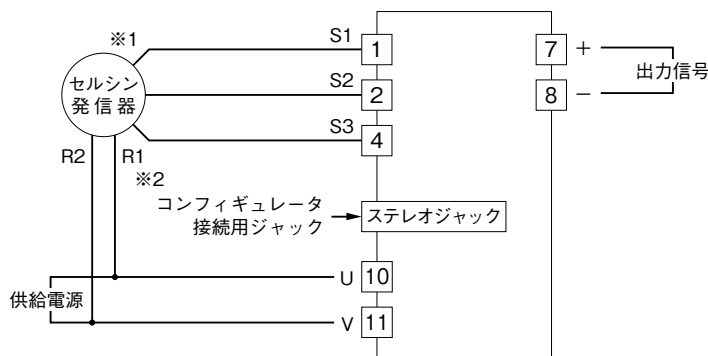 ※1
S1
1
7
+
セルシン
発信器
S2
2
8
−
出力信号
S3
4
R2
R1
※2
コンフィギュレータ
接続用ジャック
ステレオジャック
U
10
供給電源
V
11